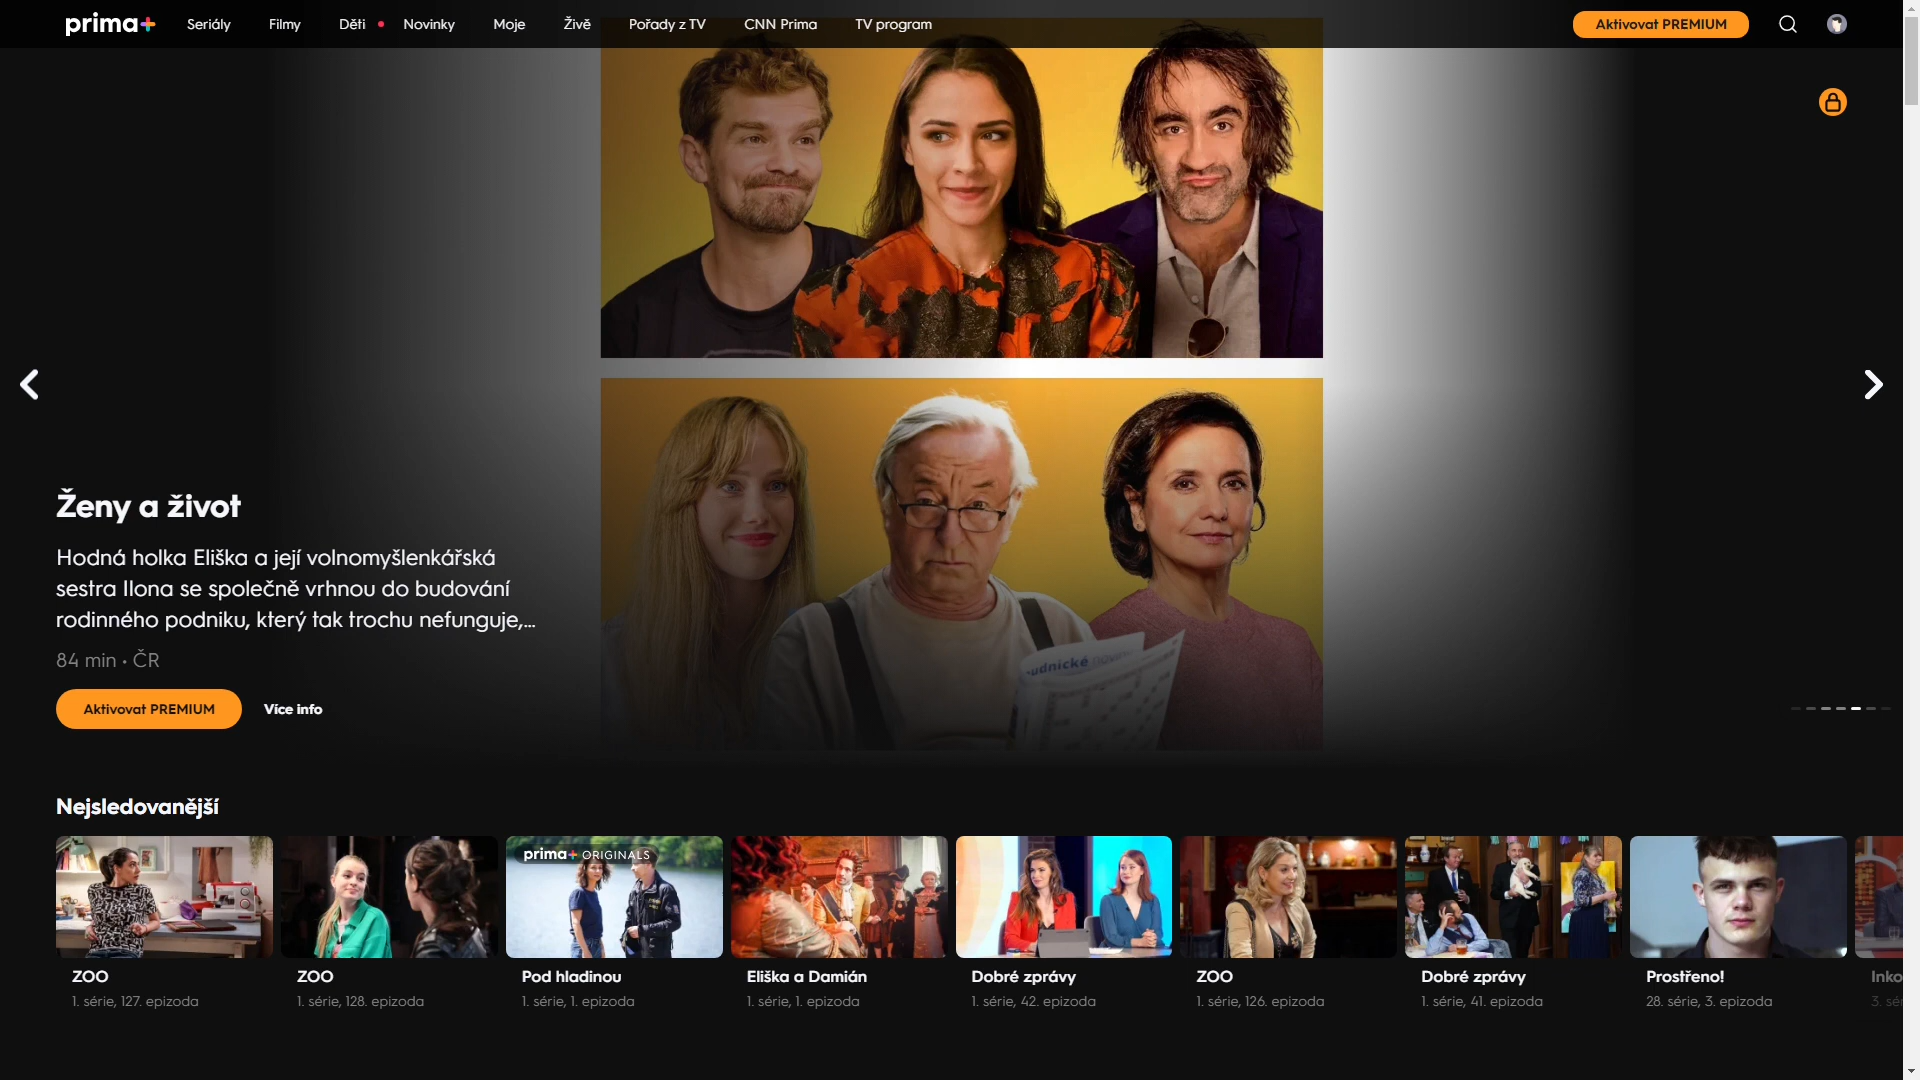 prima+
Seriály
Filmy
Děti
Novinky
Moje
Živě
Pořady z TV
CNN Prima
TV program
Aktivovat PREMIUM
Ženy a život
Hodná holka Eliška a její volnomyšlenkářská
sestra Ilona se společně vrhnou do budování
rodinného podniku, který tak trochu nefunguje,...
84 min • ČR
Aktivovat PREMIUM
Více info
Nejsledovanější
prima+ ORIGINALS
ZOO
1. série, 127. epizoda
ZOO
1. série, 128. epizoda
Pod hladinou
1. série, 1. epizoda
Eliška a Damián
1. série, 1. epizoda
Dobré zprávy
1. série, 42. epizoda
ZOO
1. série, 126. epizoda
Dobré zprávy
1. série, 41. epizoda
Prostřeno!
28. série, 3. epizoda
Inko
3. sé